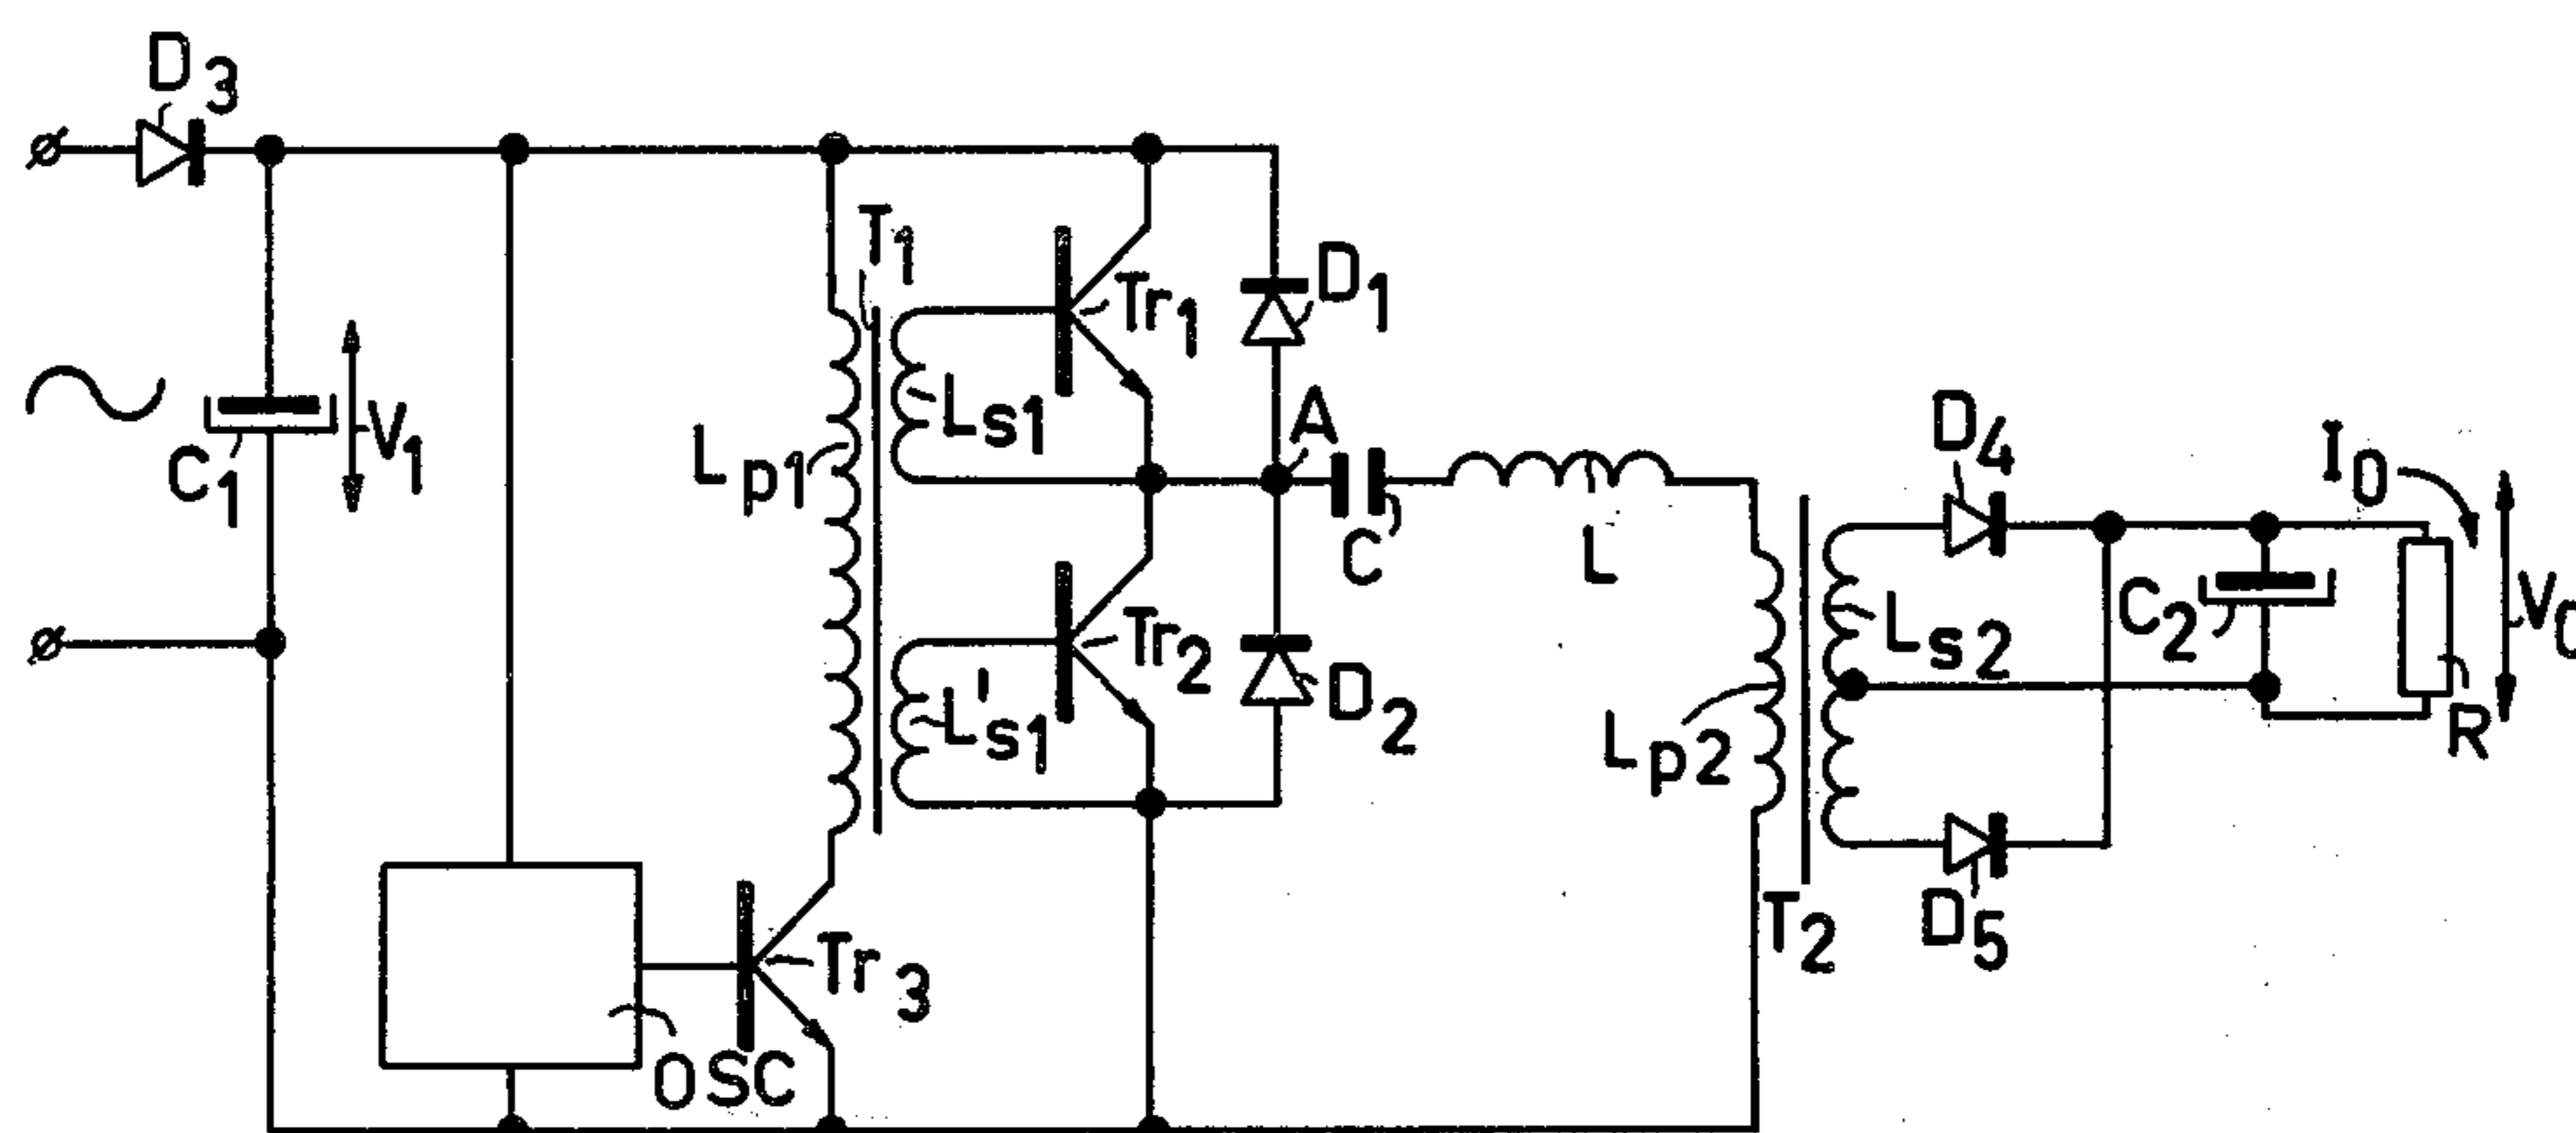 D3
T1
Tr1
D1
C1
V1
Lp1
Ls1
A
C
L
D4
I0
Ls2
C2
V0
R
L's1
Tr2
D2
Lp2
T2
D5
Tr3
OSC